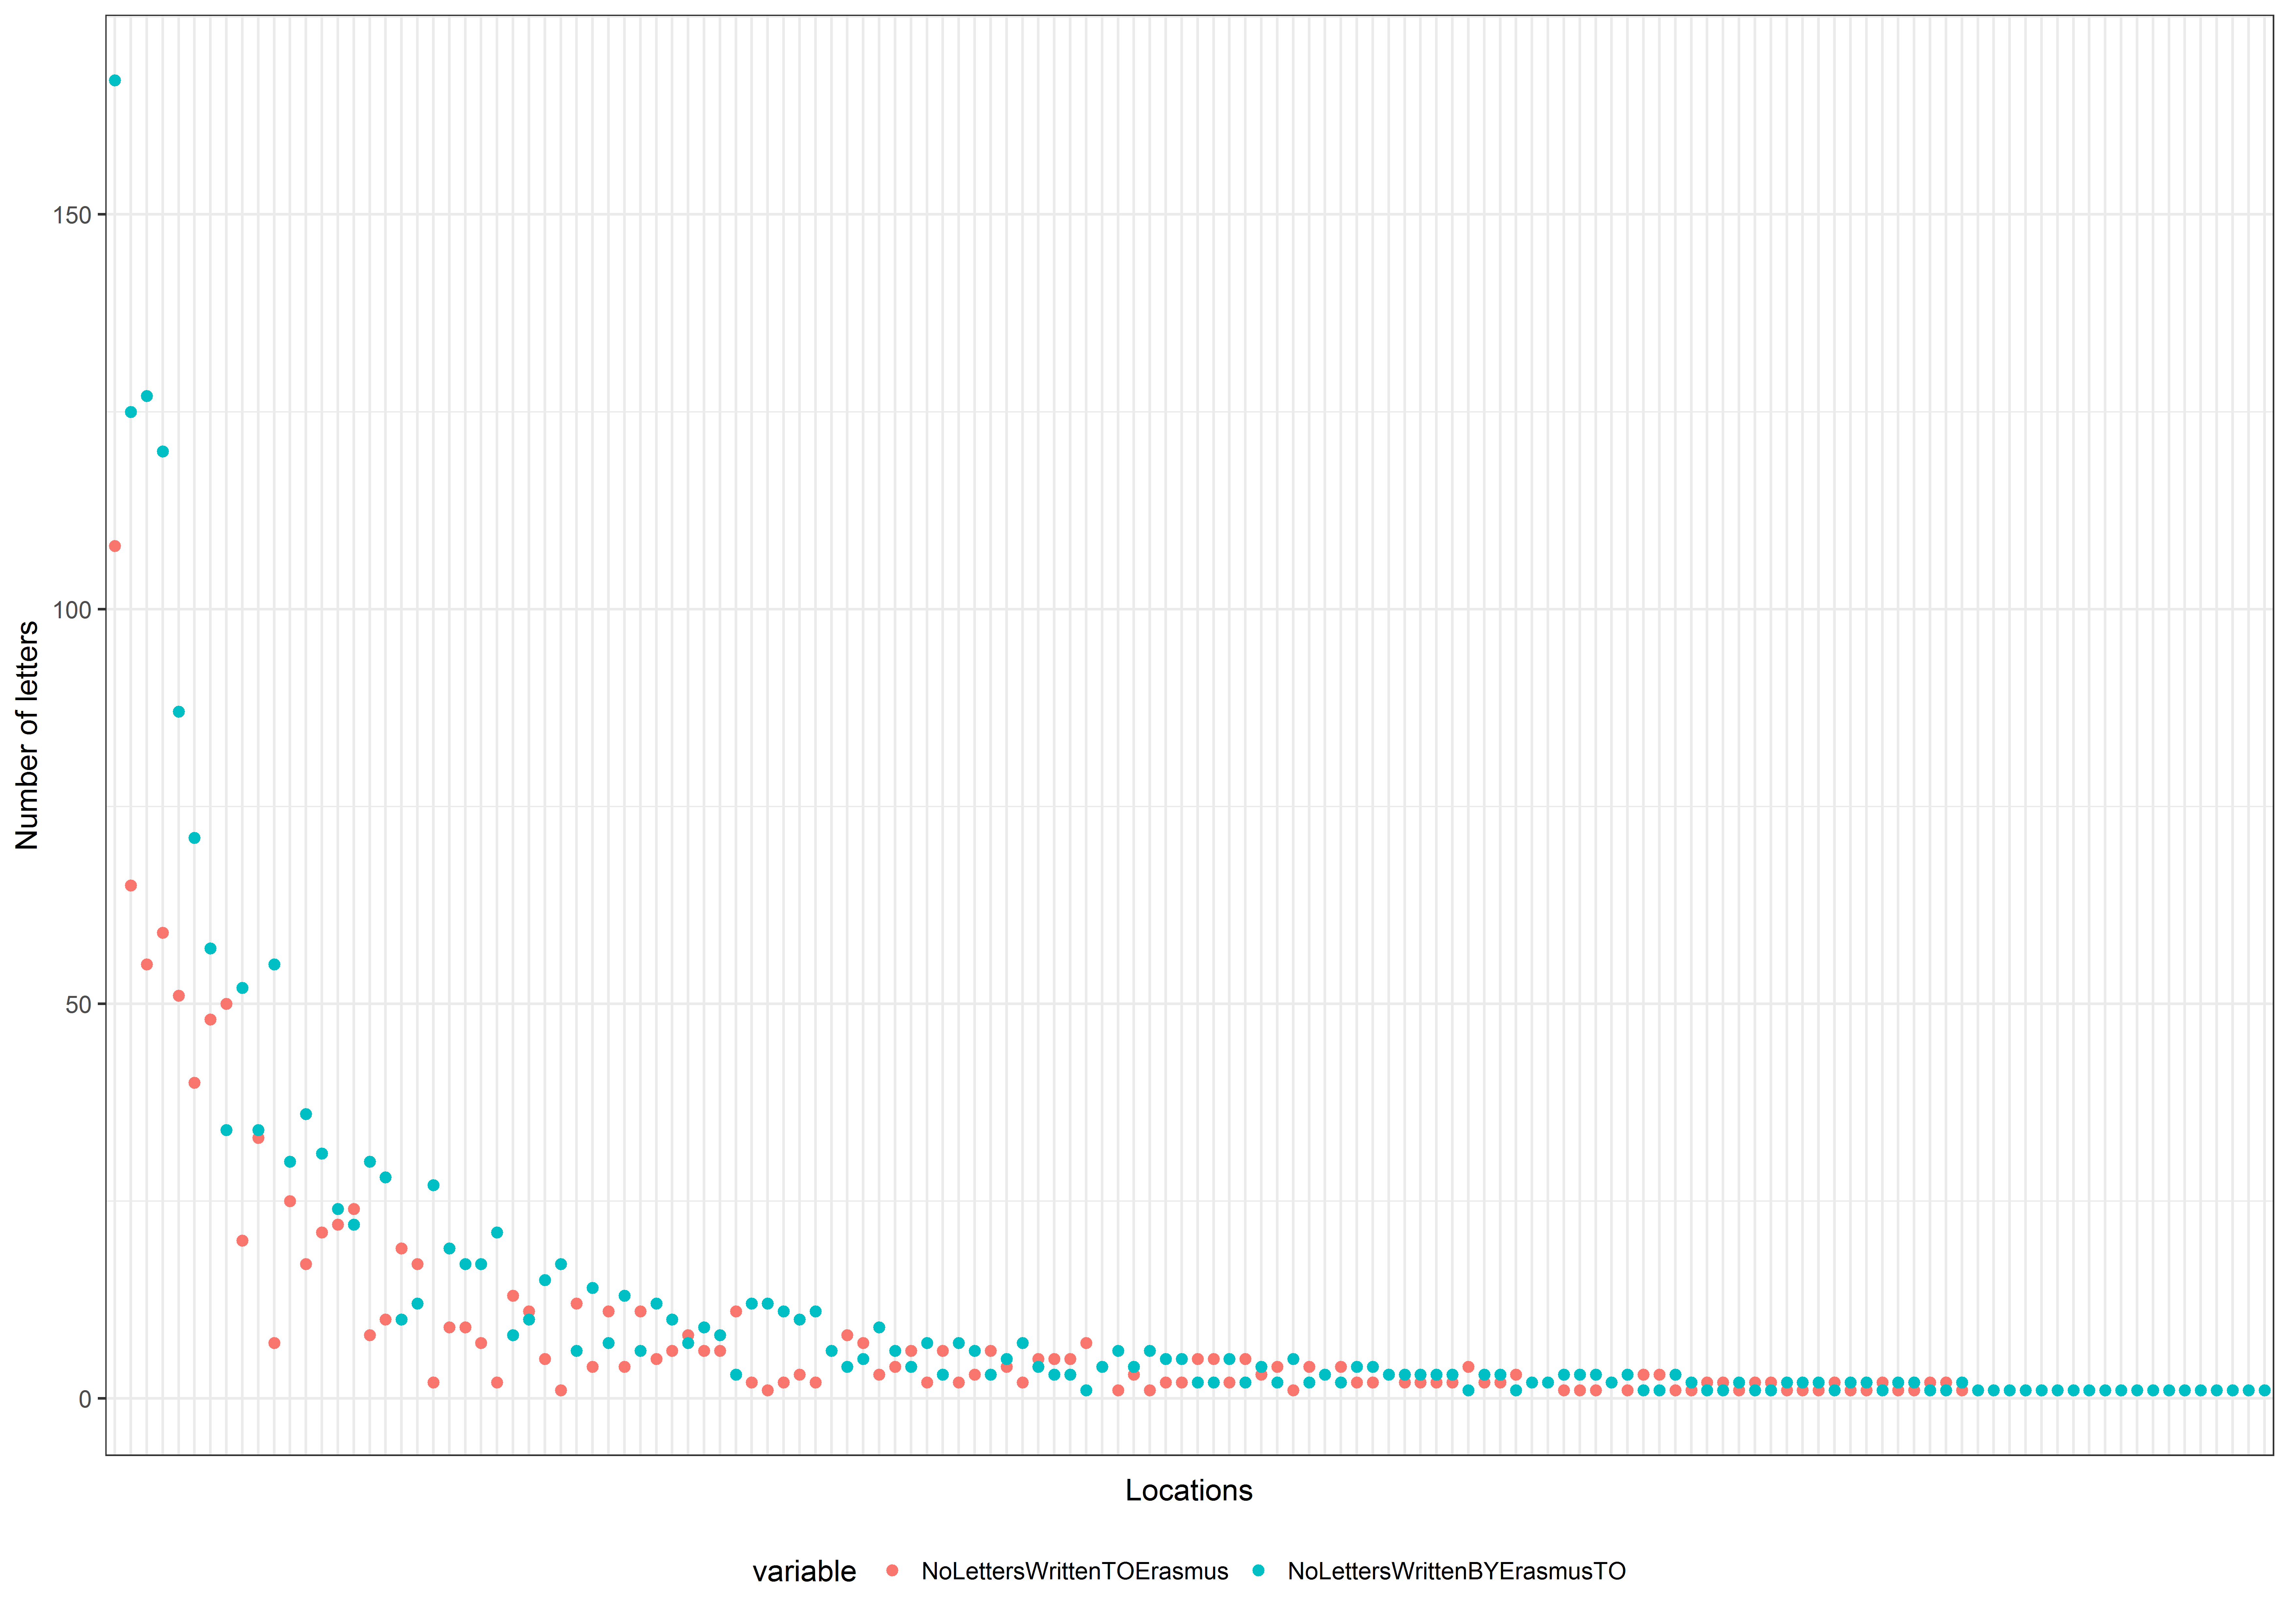 Number of letters
150
100
50
0
Locations
variable NoLettersWrittenTOErasmus NoLettersWrittenBYErasmusTO